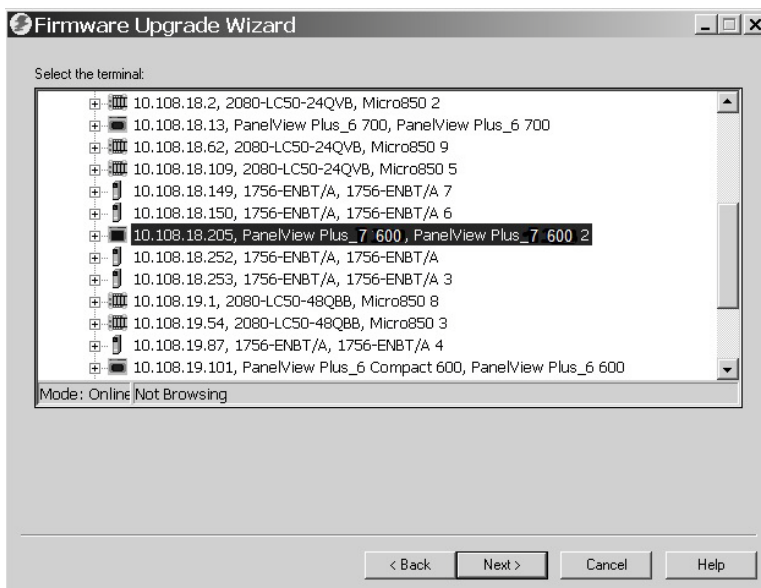 Firmware Upgrade Wizard
Select the terminal:
10.108.18.2, 2080-LC50-24QVB, Micro850 2
10.108.18.13, PanelView Plus_6 700, PanelView Plus_6 700
10.108.18.62, 2080-LC50-24QVB, Micro850 9
10.108.18.109, 2080-LC50-24QVB, Micro850 5
10.108.18.149, 1756-ENBT/A, 1756-ENBT/A 7
10.108.18.150, 1756-ENBT/A, 1756-ENBT/A 6
10.108.18.205, PanelView Plus_7 600, PanelView Plus_7 600 2
10.108.18.252, 1756-ENBT/A, 1756-ENBT/A
10.108.18.253, 1756-ENBT/A, 1756-ENBT/A 3
10.108.19.1, 2080-LC50-48QBB, Micro850 8
10.108.19.54, 2080-LC50-48QBB, Micro850 3
10.108.19.87, 1756-ENBT/A, 1756-ENBT/A 4
10.108.19.101, PanelView Plus_6 Compact 600, PanelView Plus_6 600
Mode: Online Not Browsing
< Back Next > Cancel Help